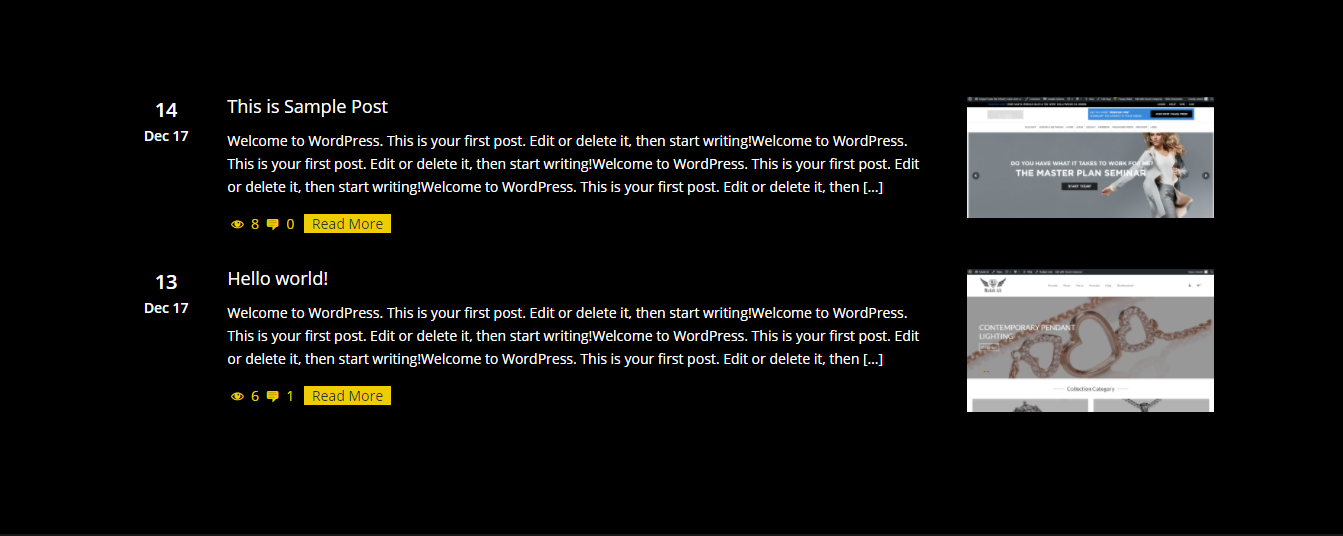 14
Dec 17
This is Sample Post
Welcome to WordPress. This is your first post. Edit or delete it, then start writing!Welcome to WordPress.
This is your first post. Edit or delete it, then start writing!Welcome to WordPress. This is your first post. Edit
or delete it, then start writing!Welcome to WordPress. This is your first post. Edit or delete it, then [...]
8 0 Read More
DO YOU HAVE WHAT IT TAKES TO WORK FOR ME?
THE MASTER PLAN SEMINAR
START TODAY
13
Dec 17
Hello world!
Welcome to WordPress. This is your first post. Edit or delete it, then start writing!Welcome to WordPress.
This is your first post. Edit or delete it, then start writing!Welcome to WordPress. This is your first post. Edit
or delete it, then start writing!Welcome to WordPress. This is your first post. Edit or delete it, then [...]
6 1 Read More
CONTEMPORARY PENDANT
LIGHTING
Collection Category